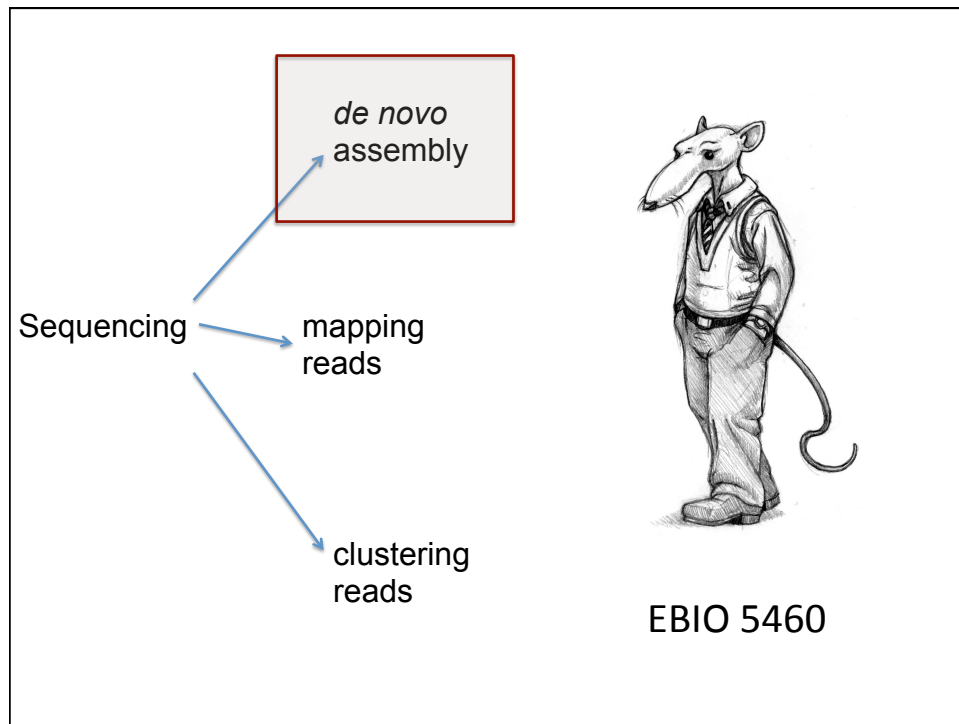 de novo
assembly
Sequencing
mapping
reads
clustering
reads
EBIO 5460